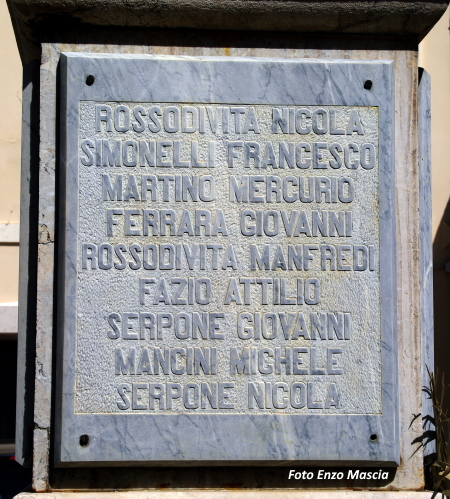 ROSSODIVITA NICOLA
SIMONELLI FRANCESCO
MARTINO MERCURIO
FERRARA GIOVANNI
ROSSODIVITA MANFREDI
FAZIO ATTILIO
SERPONE GIOVANNI
MANCINI MICHELE
SERPONE NICOLA
Foto Enzo Mascia